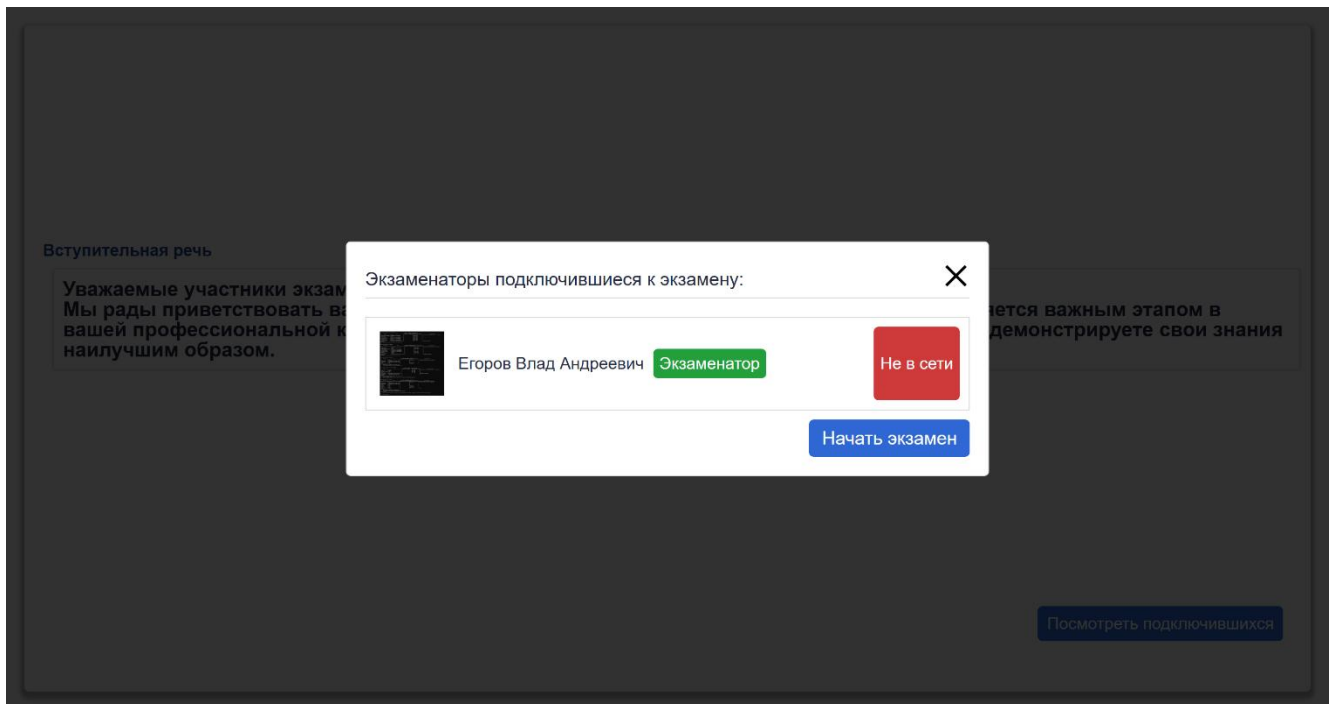 Вступительная речь
Экзаменаторы подключившиеся к экзамену:
Уважаемые участники экзам
Мы рады приветствовать ва ется важным этапом в
вашей профессиональной к демонстрируете свои знания
наилучшим образом.
Егоров Влад Андреевич Экзаменатор Не в сети
Начать экзамен
Посмотреть подключившихся